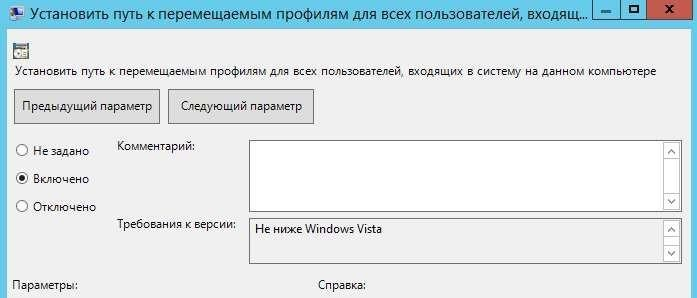 Установить путь к перемещаемым профилям для всех пользователей, входящ...
Установить путь к перемещаемым профилям для всех пользователей, входящих в систему на данном компьютере
Предыдущий параметр Следующий параметр
Не задано Комментарий:
Включено
Отключено
Требования к версии: Не ниже Windows Vista
Параметры: Справка: